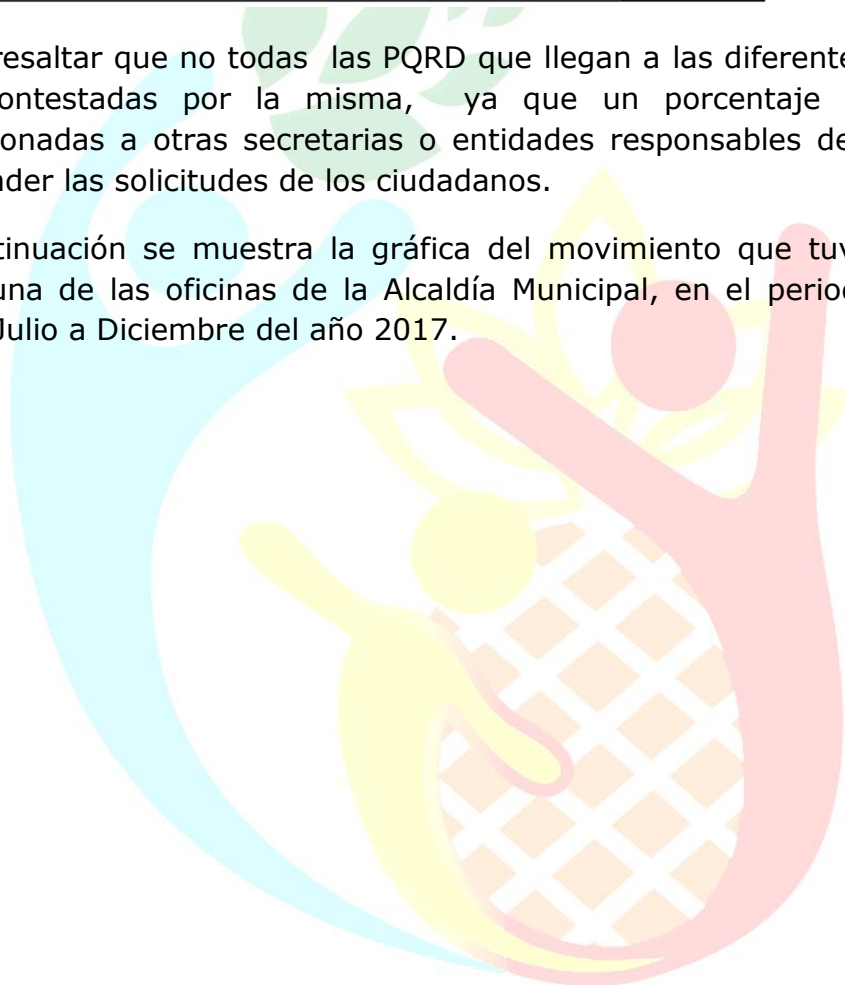 resaltar que no todas las PQRD que llegan a las diferente
ontestadas por la misma, ya que un porcentaje
onadas a otras secretarias o entidades responsables de
nder las solicitudes de los ciudadanos.
tinuación se muestra la gráfica del movimiento que tuv
una de las oficinas de la Alcaldía Municipal, en el perio
Julio a Diciembre del año 2017.